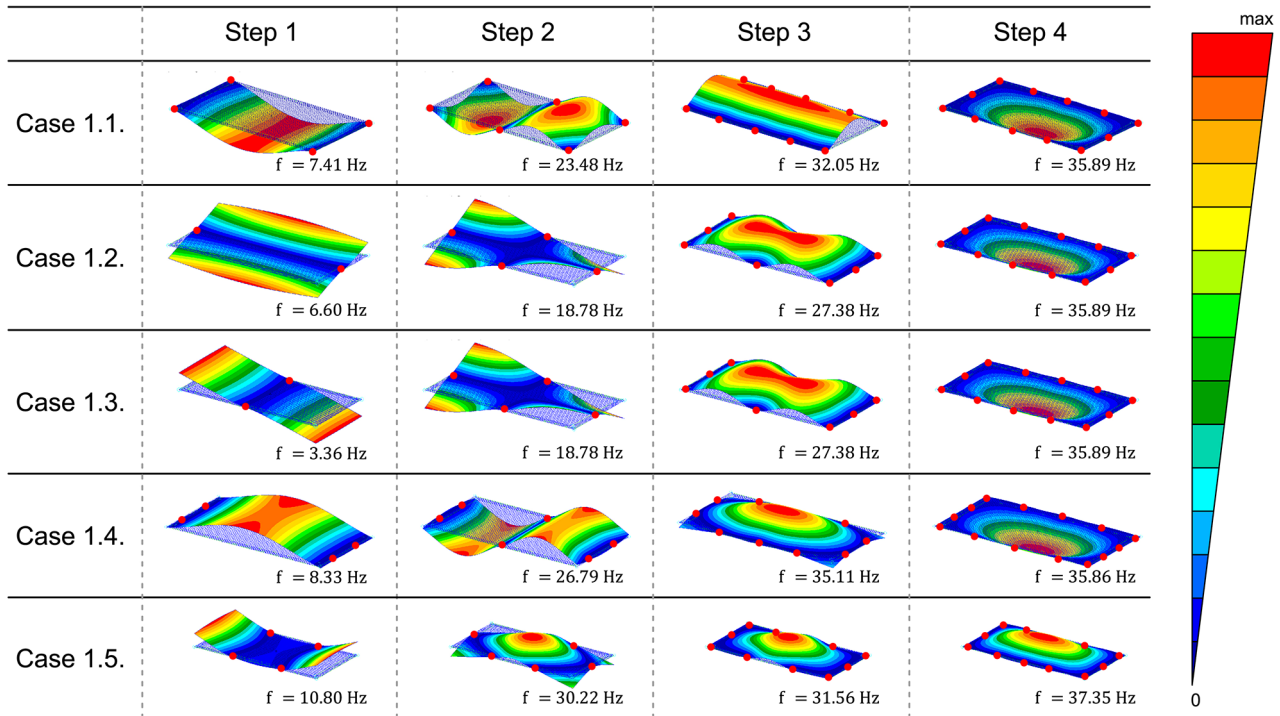 Step 1 Step 2 Step 3 Step 4 max
Case 1.1.
f = 7.41 Hz f = 23.48 Hz f = 32.05 Hz f = 35.89 Hz
Case 1.2.
f = 6.60 Hz f = 18.78 Hz f = 27.38 Hz f = 35.89 Hz
Case 1.3.
f = 3.36 Hz f = 18.78 Hz f = 27.38 Hz f = 35.89 Hz
Case 1.4.
f = 8.33 Hz f = 26.79 Hz f = 35.11 Hz f = 35.86 Hz
Case 1.5.
f = 10.80 Hz f = 30.22 Hz f = 31.56 Hz f = 37.35 Hz
0